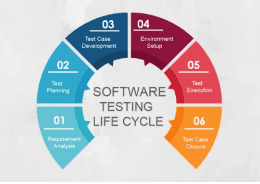 03
Test Case
Development
04
Environment
Setup
02
Test
Planning
05
Test
Execution
SOFTWARE
TESTING
LIFE CYCLE
01
Requirement
Analysis
06
Test Case
Closure